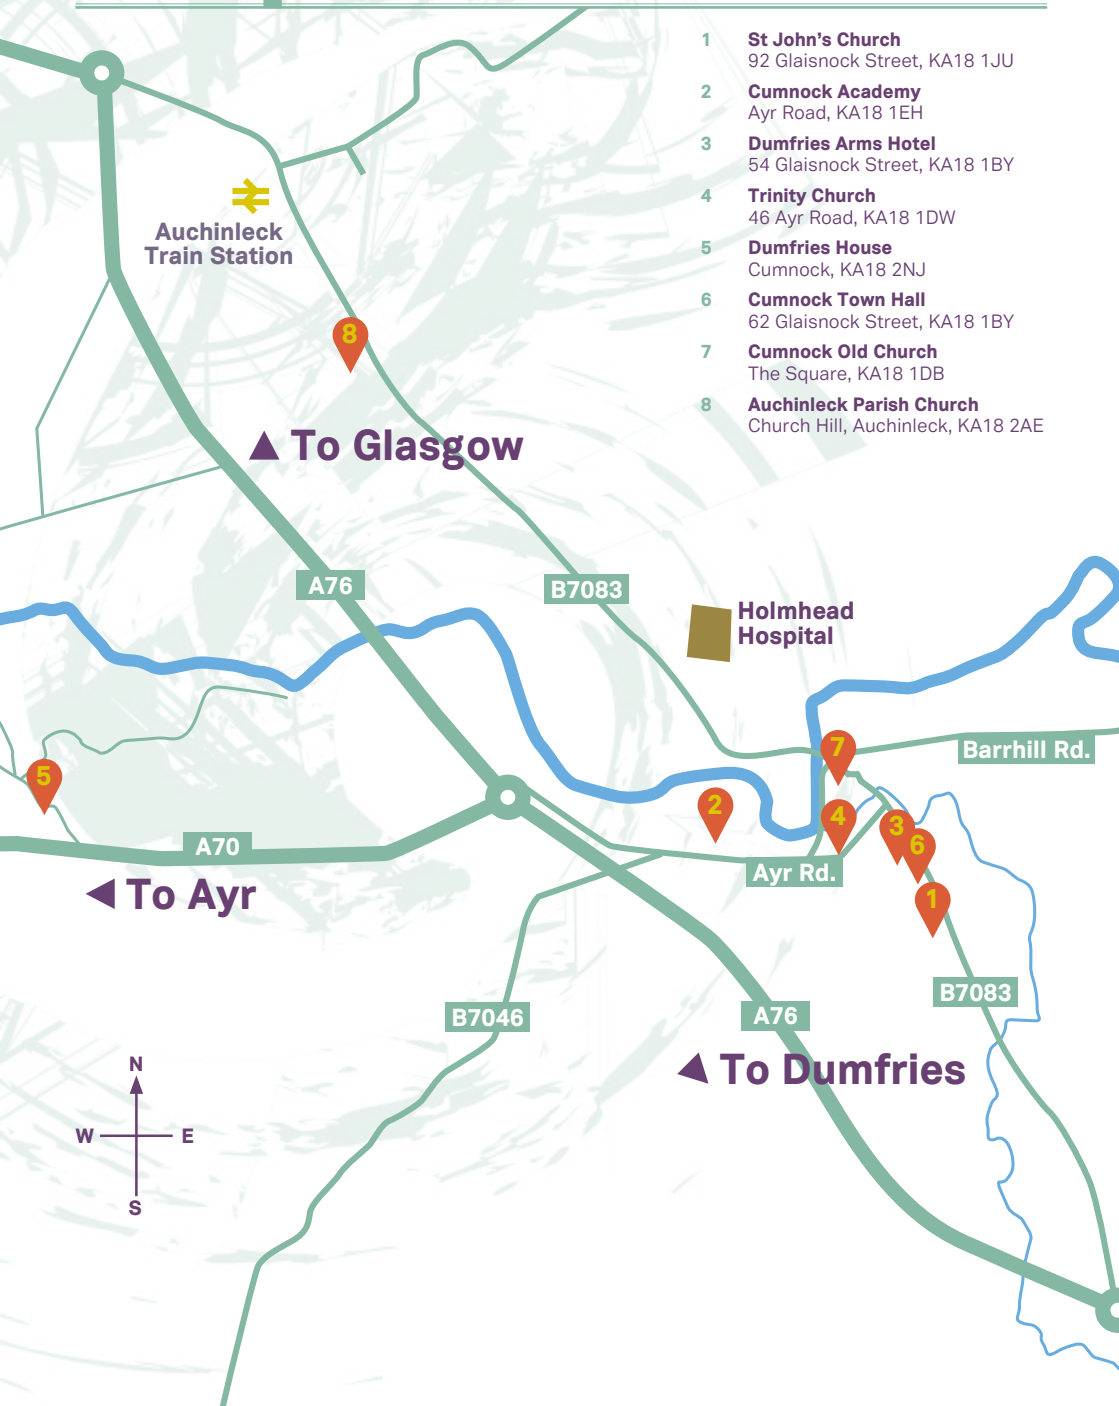 1 St John’s Church
92 Glaisnock Street, KA18 1JU
2 Cumnock Academy
Ayr Road, KA18 1EH
3 Dumfries Arms Hotel
54 Glaisnock Street, KA18 1BY
4 Trinity Church
46 Ayr Road, KA18 1DW
5 Dumfries House
Cumnock, KA18 2NJ
6 Cumnock Town Hall
62 Glaisnock Street, KA18 1BY
7 Cumnock Old Church
The Square, KA18 1DB
8 Auchinleck Parish Church
Church Hill, Auchinleck, KA18 2AE
Auchinleck
Train Station
8
To Glasgow
A76
B7083
Holmhead
Hospital
7
Barrhill Rd.
5
2
4
3
6
A70
Ayr Rd.
To Ayr
1
B7083
B7046
A76
To Dumfries
N
W E
S